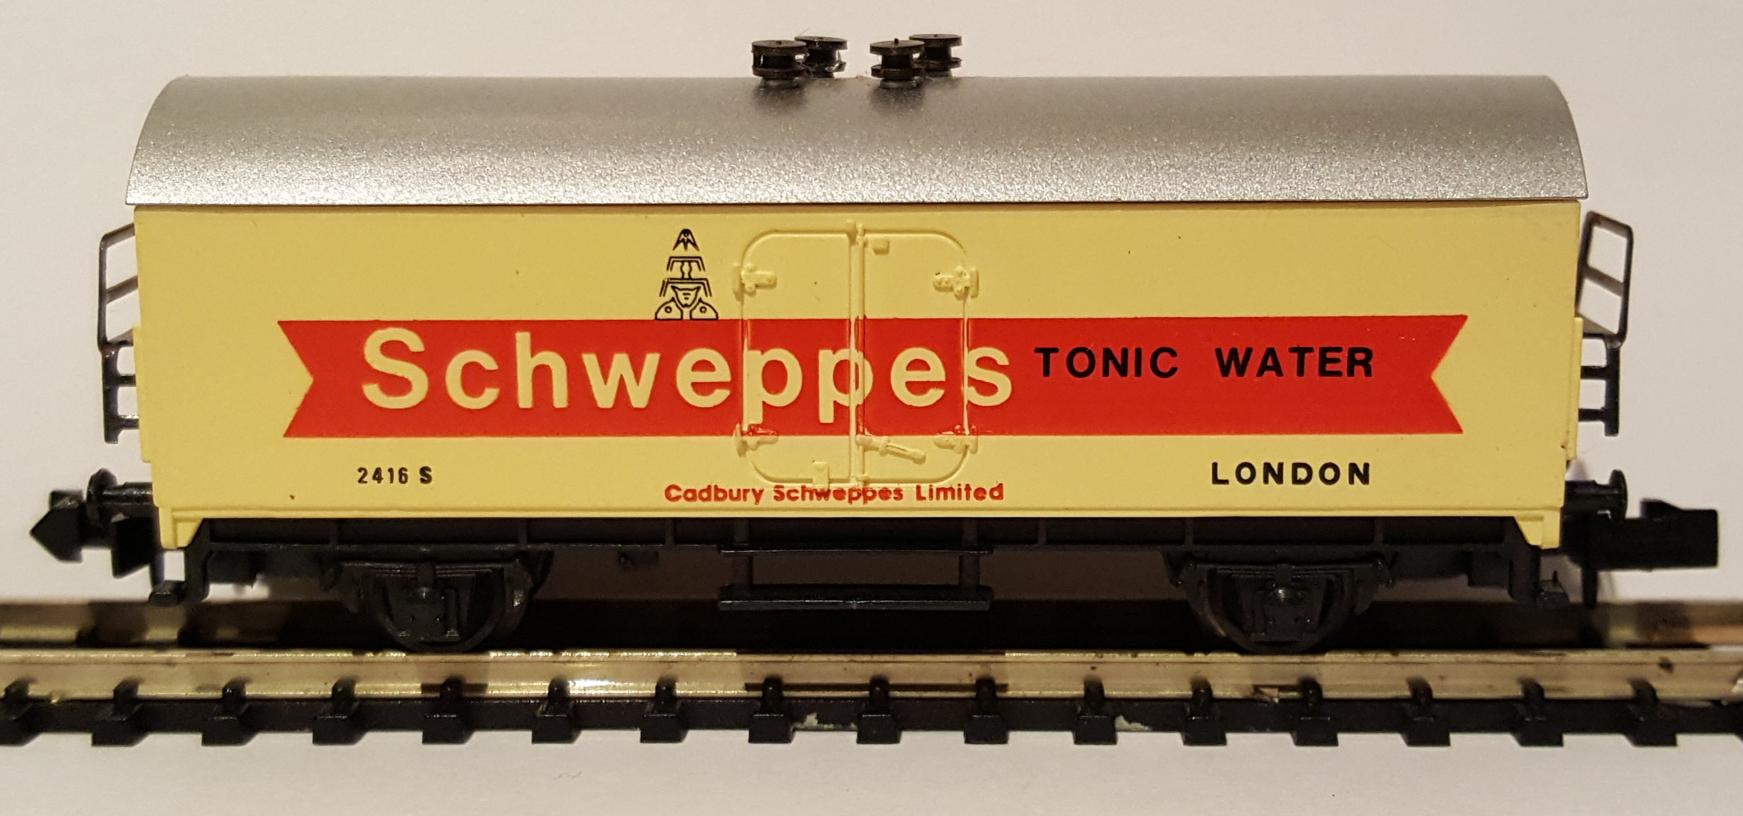 Schweppes TONIC WATER
2416 S
LONDON
Cadbury Schweppes Limited